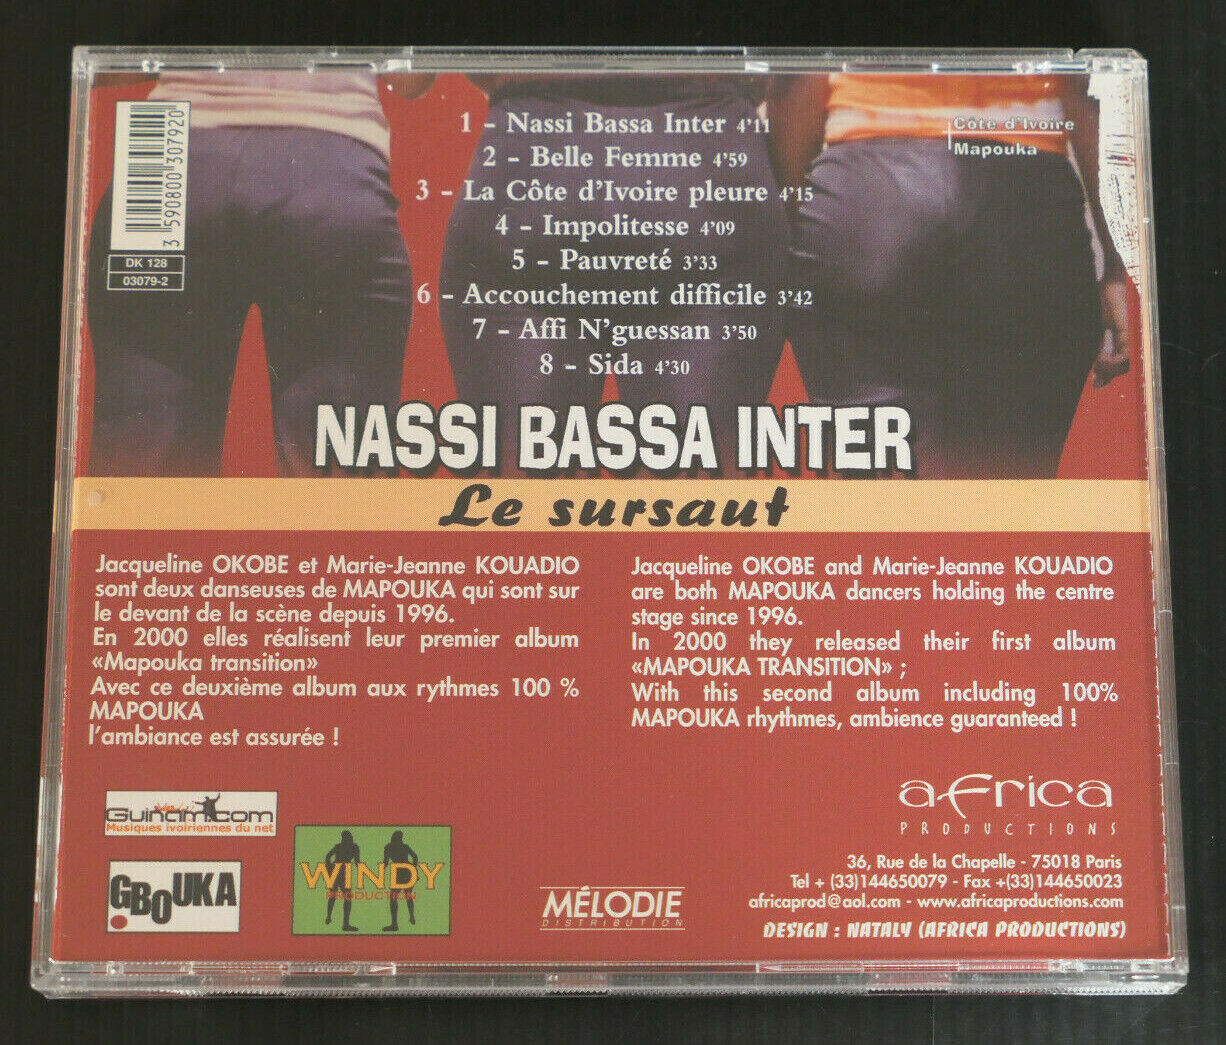 3 590800 307920
DK 128
03079-2
1 - Nassi Bassa Inter 4'11
2 - Belle Femme 4'59
3 - La Côte d'Ivoire pleure 4'15
4 - Impolitesse 4'09
5 - Pauvreté 3'33
6 - Accouchement difficile 3'42
7 - Affi N'guessan 3'50
8 - Sida 4'30
Côte d'Ivoire
Mapouka
NASSI BASSA INTER
Le sursaut
Jacqueline OKOBE et Marie-Jeanne KOUADIO
sont deux danseuses de MAPOUKA qui sont sur
le devant de la scène depuis 1996.
En 2000 elles réalisent leur premier album
«Mapouka transition»
Avec ce deuxième album aux rythmes 100 %
MAPOUKA
l'ambiance est assurée !
Jacqueline OKOBE and Marie-Jeanne KOUADIO
are both MAPOUKA dancers holding the centre
stage since 1996.
In 2000 they released their first album
«MAPOUKA TRANSITION» ;
With this second album including 100%
MAPOUKA rhythmes, ambience guaranteed !
Guinam.com
Musiques ivoiriennes du net
GBOUKA
WINDY
PRODUCTION
MÉLODIE
DISTRIBUTION
africa
PRODUCTIONS
36, Rue de la Chapelle - 75018 Paris
Tel + (33)144650079 - Fax +(33)144650023
africaprod@aol.com - www.africaproductions.com
DESIGN : NATALY (AFRICA PRODUCTIONS)